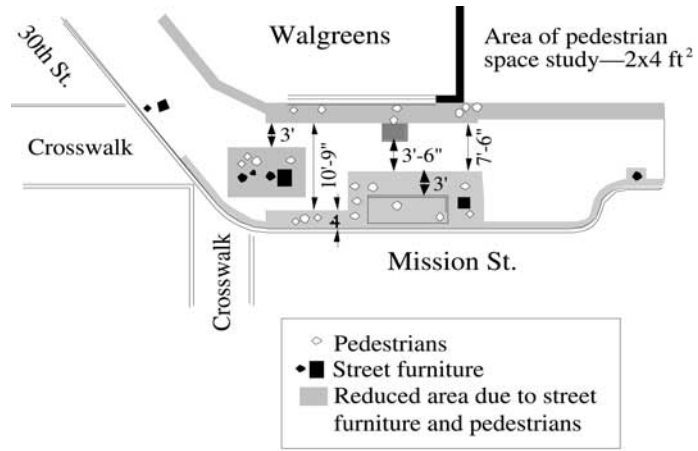 30th St.
Walgreens
Area of pedestrian
space study—2x4 ft²
Crosswalk
3'
10'-9"
3'-6"
7'-6"
3'
4
Mission St.
Crosswalk
Pedestrians
Street furniture
Reduced area due to street
furniture and pedestrians